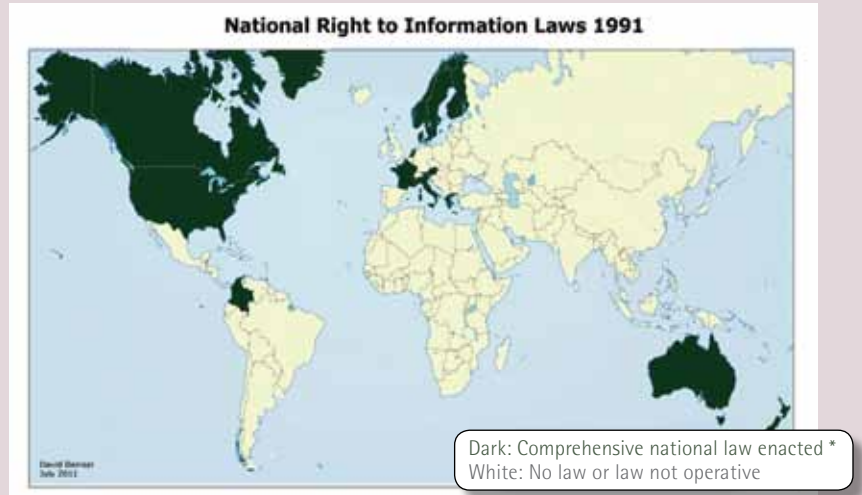 National Right to Information Laws 1991
David Banisar
July 2011
Dark: Comprehensive national law enacted *
White: No law or law not operative